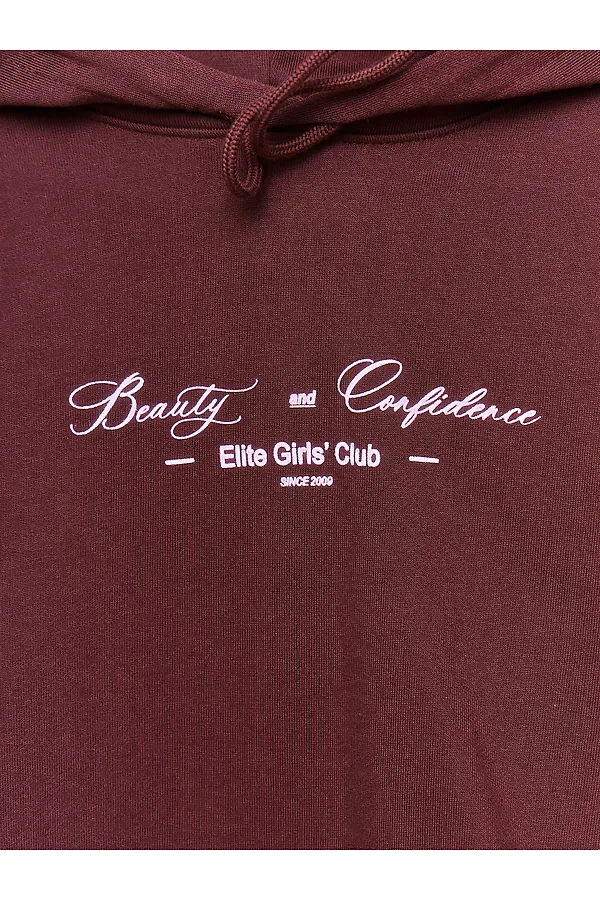 Beauty and Confidence
— Elite Girls' Club —
SINCE 2009